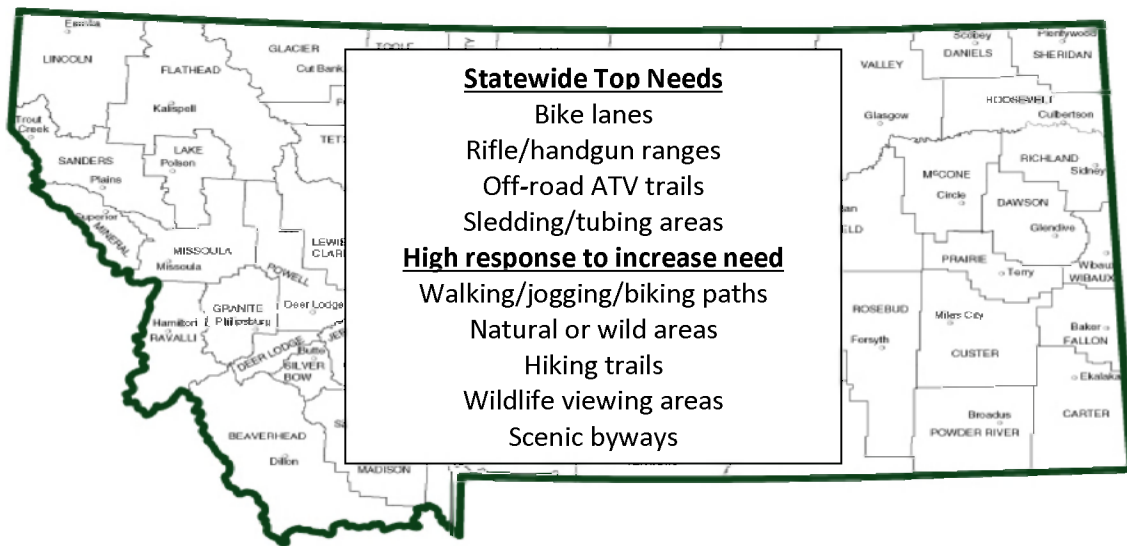 Statewide Top Needs
Bike lanes
Rifle/handgun ranges
Off-road ATV trails
Sledding/tubing areas
High response to increase need
Walking/jogging/biking paths
Natural or wild areas
Hiking trails
Wildlife viewing areas
Scenic byways
LINCOLN
FLATHEAD
Kalispell
GLACIER
Cut Bank
Trout
Creek
SANDERS
Plains
LAKE
Polson
Superior
MINERAL
MISSOULA
Missoula
POWELL
GRANITE
Philipsburg
Deer Lodge
Hamilton
RAVALLI
DEER LODGE
Butte
SILVER
BOW
BEAVERHEAD
Dillon
MADISON
VALLEY
Glasgow
Scobey
DANIELS
Plentywood
SHERIDAN
ROOSEVELT
Culbertson
RICHLAND
Sidney
McCONE
Circle
DAWSON
Glendive
PRAIRIE
Terry
WIBAUX
ROSEBUD
Forsyth
Miles City
CUSTER
Baker
FALLON
Ekalaka
CARTER
Broadus
POWDER RIVER